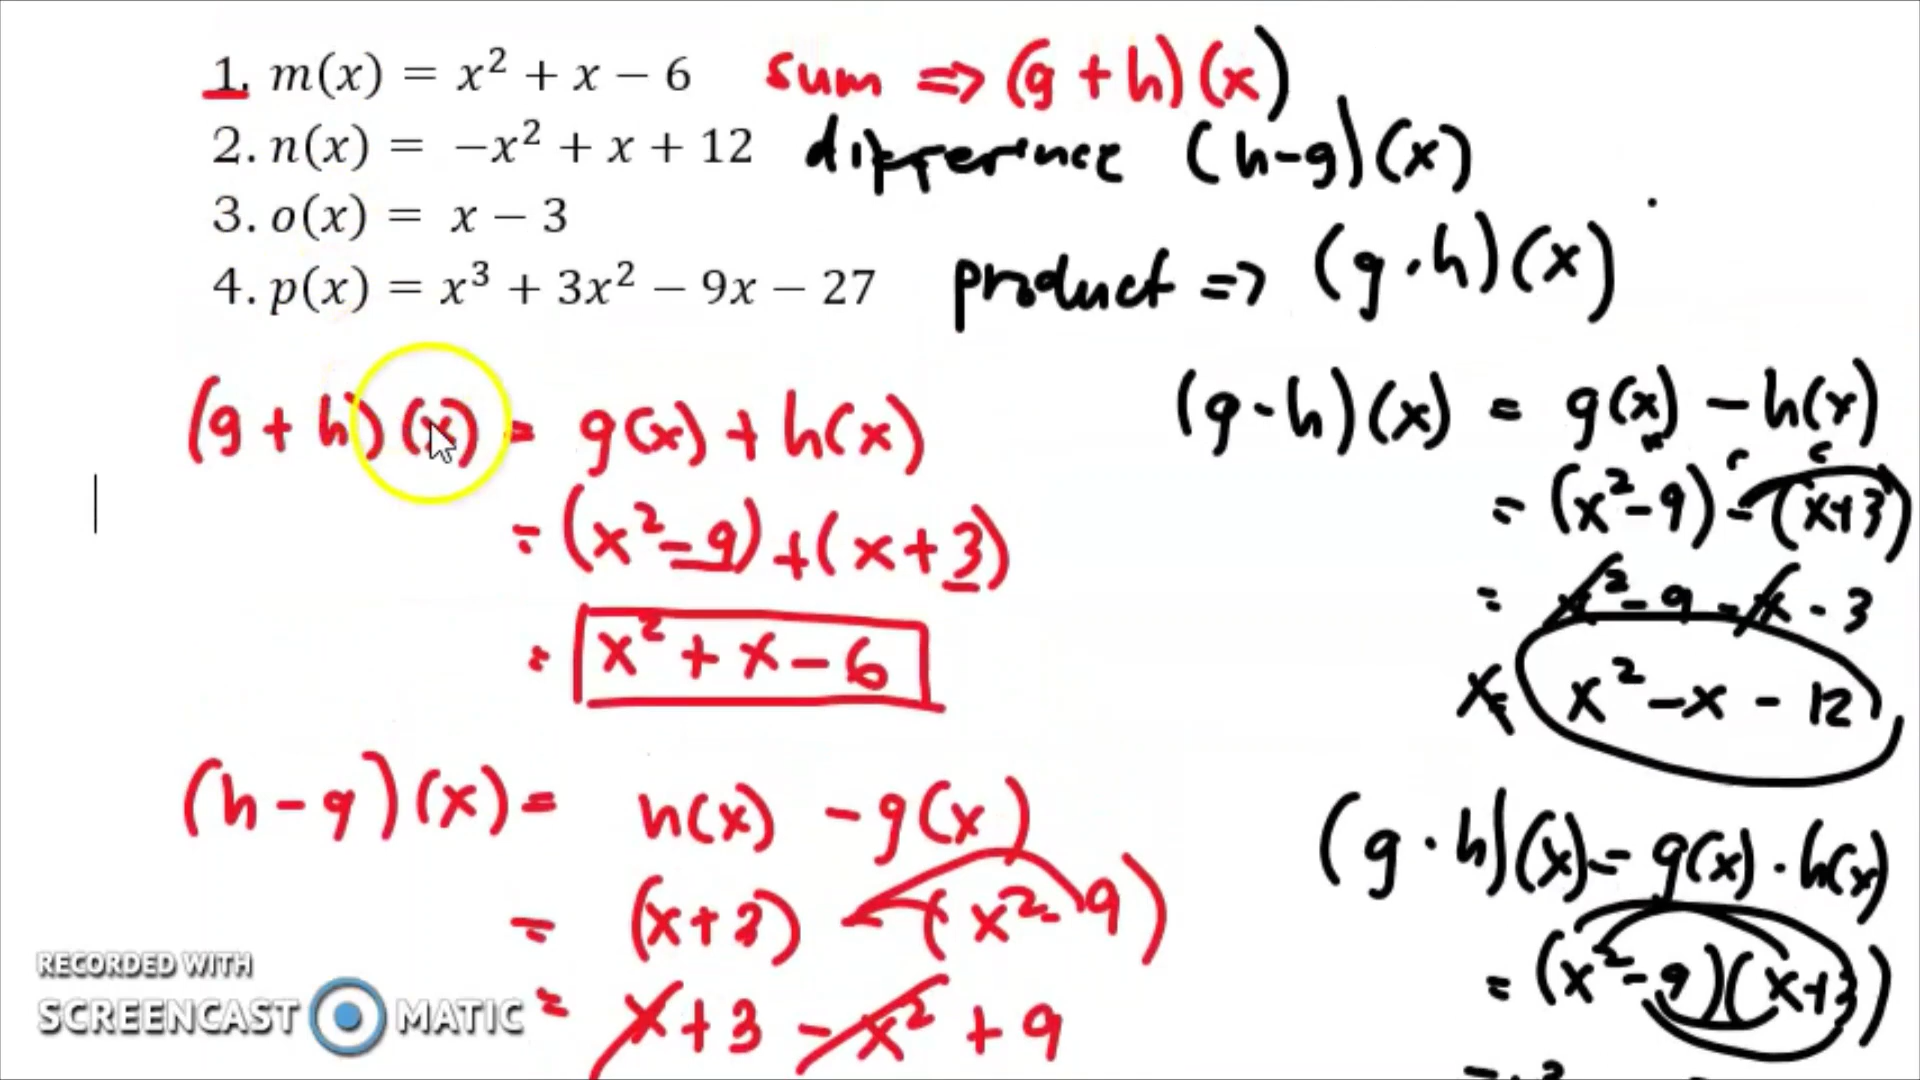 1. m(x) = x² + x − 6 sum => (g + h)(x)
2. n(x) = −x² + x + 12 difference (h-g)(x)
3. o(x) = x − 3
4. p(x) = x³ + 3x² − 9x − 27 product => (g · h)(x)
(g + h)(x) = g(x) + h(x)
= (x² - 9) + (x + 3)
= x² + x - 6
(h - g)(x) = h(x) - g(x)
= (x + 3) - (x² - 9)
= x + 3 - x² + 9
(g - h)(x) = g(x) - h(x)
= (x² - 9) - (x + 3)
= x² - 9 - x - 3
x² - x - 12
(g · h)(x) = g(x) · h(x)
= (x² - 9)(x + 3)
RECORDED WITH
SCREENCAST MATIC